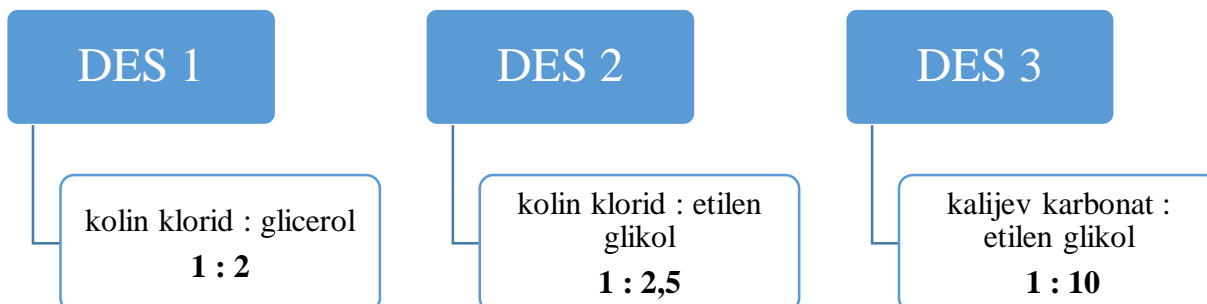 DES 1
kolin klorid : glicerol
1 : 2
DES 2
kolin klorid : etilen
glikol
1 : 2,5
DES 3
kalijev karbonat :
etilen glikol
1 : 10